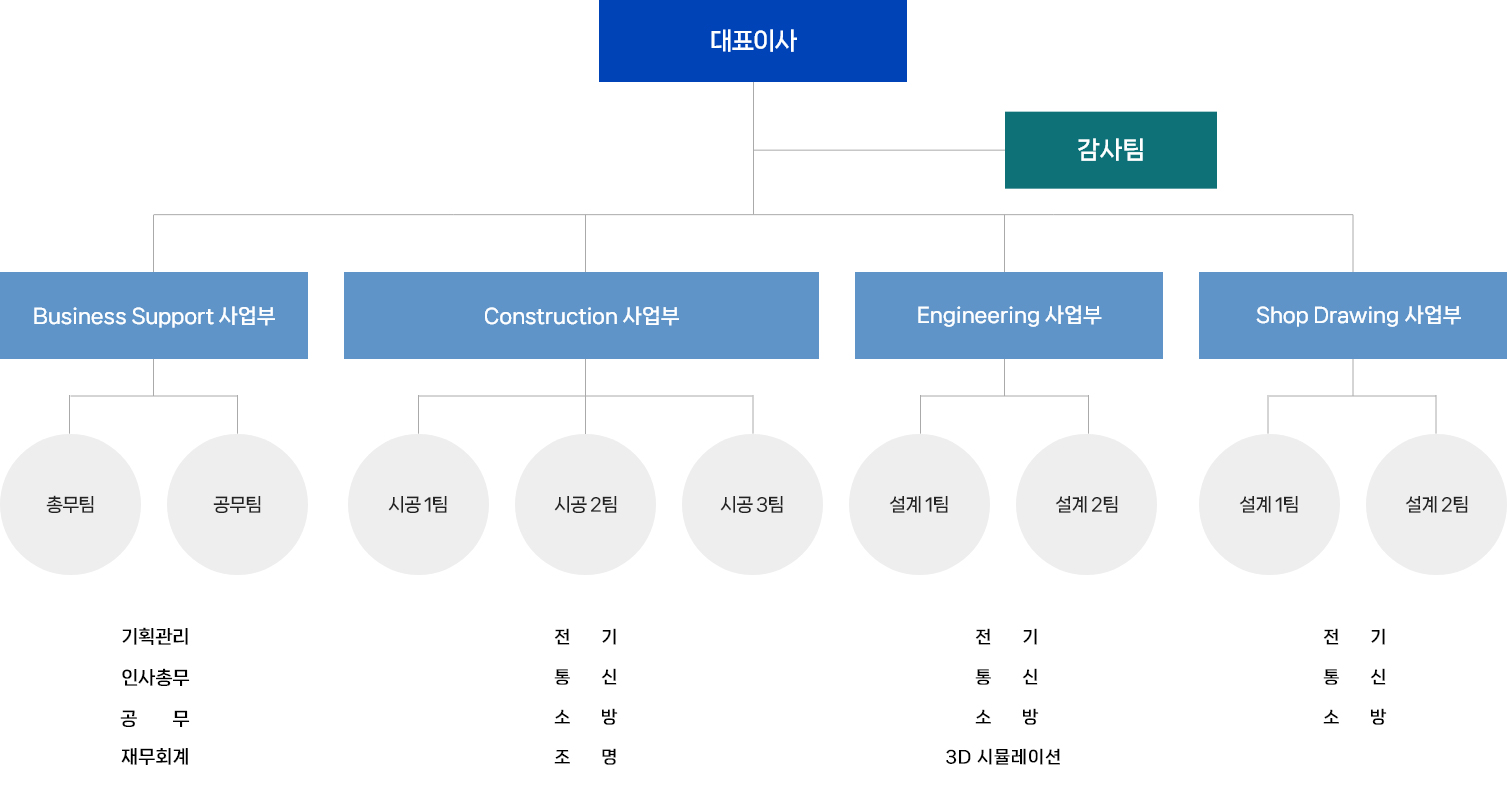 대표이사
감사팀
Business Support 사업부
Construction 사업부
Engineering 사업부
Shop Drawing 사업부
총무팀
공무팀
시공 1팀
시공 2팀
시공 3팀
설계 1팀
설계 2팀
설계 1팀
설계 2팀
기획관리
인사총무
공 무
재무회계
전 기
통 신
소 방
조 명
전 기
통 신
소 방
3D 시뮬레이션
전 기
통 신
소 방